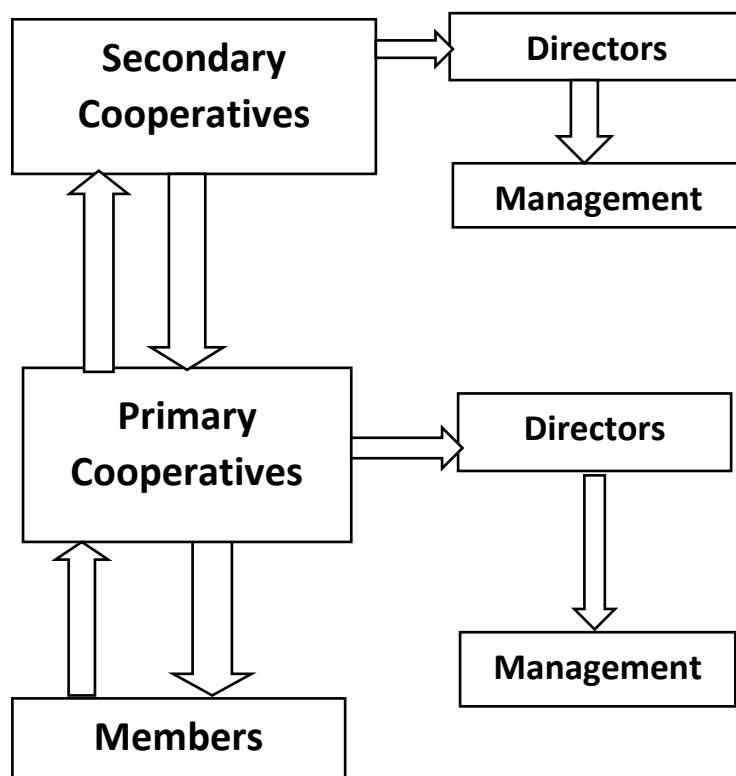 Secondary
Cooperatives
Directors
Management
Primary
Cooperatives
Directors
Management
Members